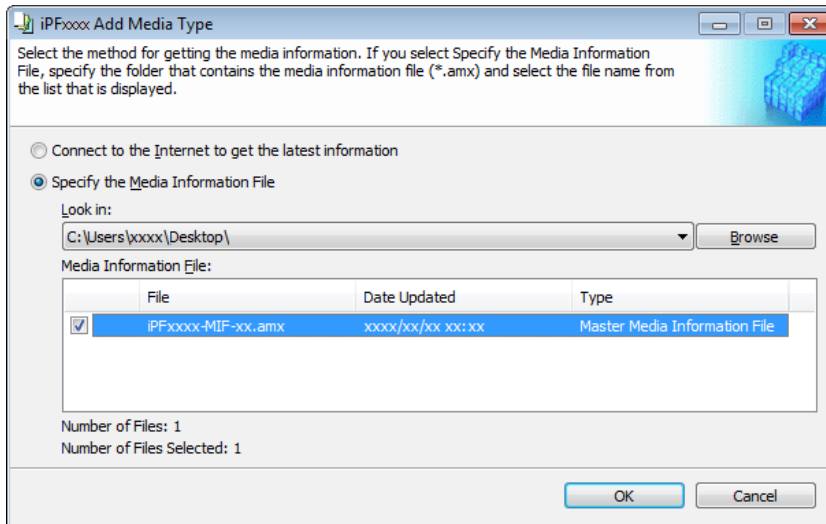 iPFxxxx Add Media Type
Select the method for getting the media information. If you select Specify the Media Information
File, specify the folder that contains the media information file (*.amx) and select the file name from
the list that is displayed.
Connect to the Internet to get the latest information
Specify the Media Information File
Look in:
C:\Users\xxxx\Desktop\
Browse
Media Information File:
File Date Updated Type
iPFxxxx-MIF-xx.amx xxxx/xx/xx xx:xx Master Media Information File
Number of Files: 1
Number of Files Selected: 1
OK Cancel